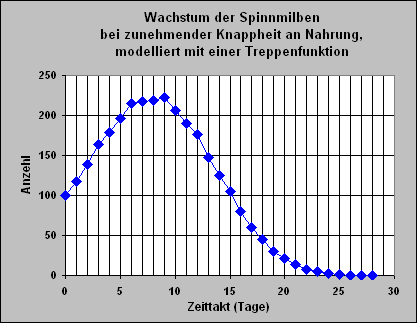 Wachstum der Spinnmilben
bei zunehmender Knappheit an Nahrung,
modelliert mit einer Treppenfunktion
250
200
150
100
50
0
Anzehl
0 5 10 15 20 25 30
Zeittakt (Tage)